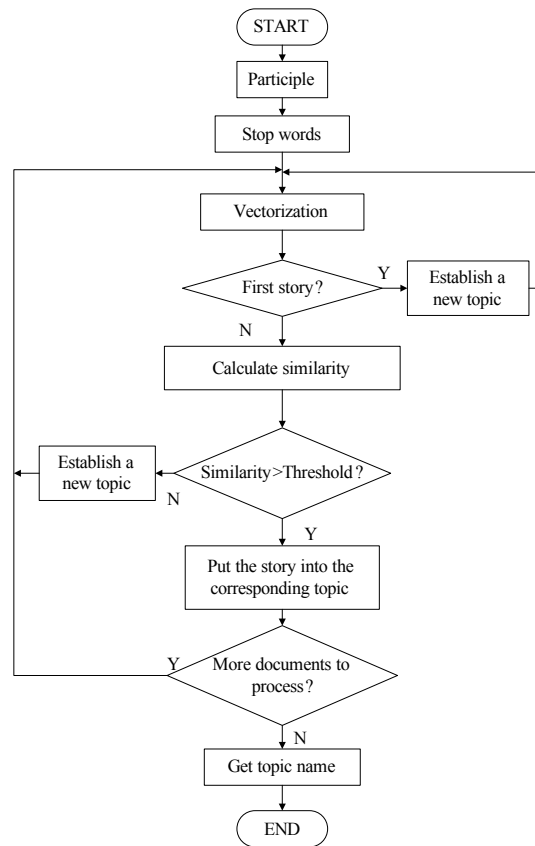 START
Participle
Stop words
Vectorization
First story?
Y
Establish a
new topic
N
Calculate similarity
Similarity>Threshold?
Establish a
new topic
N
Y
Put the story into the
corresponding topic
More documents to
process?
Y
N
Get topic name
END